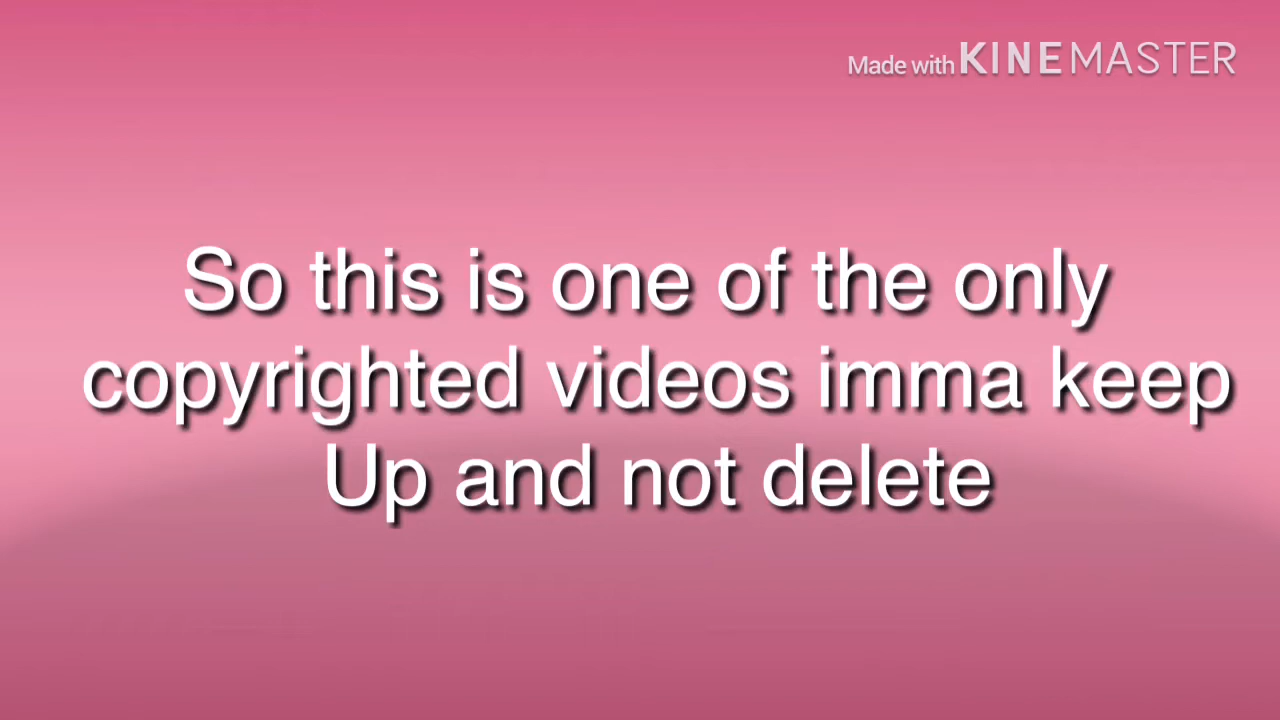 Made with KINEMASTER
So this is one of the only
copyrighted videos imma keep
Up and not delete